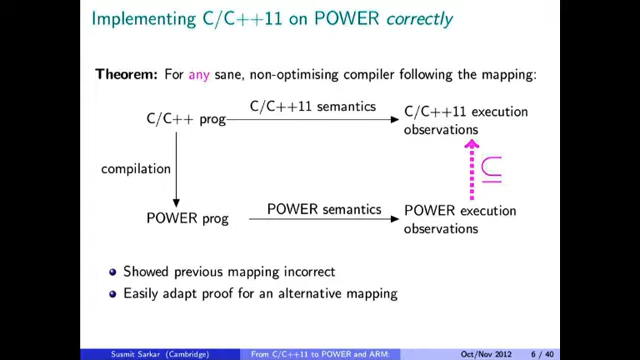 Implementing C/C++11 on POWER correctly
Theorem: For any sane, non-optimising compiler following the mapping:
C/C++ prog
C/C++11 semantics
C/C++11 execution
observations
compilation
⊆
POWER prog
POWER semantics
POWER execution
observations
Showed previous mapping incorrect
Easily adapt proof for an alternative mapping
Susmit Sarkar (Cambridge)
From C/C++11 to POWER and ARM:
Oct/Nov 2012
6 / 40